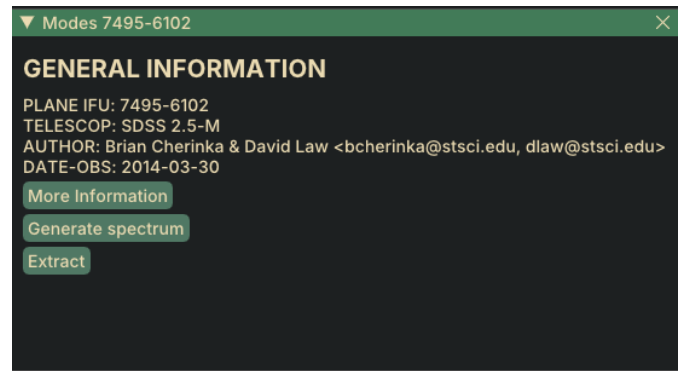 Modes 7495-6102
GENERAL INFORMATION
PLANE IFU: 7495-6102
TELESCOP: SDSS 2.5-M
AUTHOR: Brian Cherinka & David Law <bcherinka@stsci.edu, dlaw@stsci.edu>
DATE-OBS: 2014-03-30
More Information
Generate spectrum
Extract